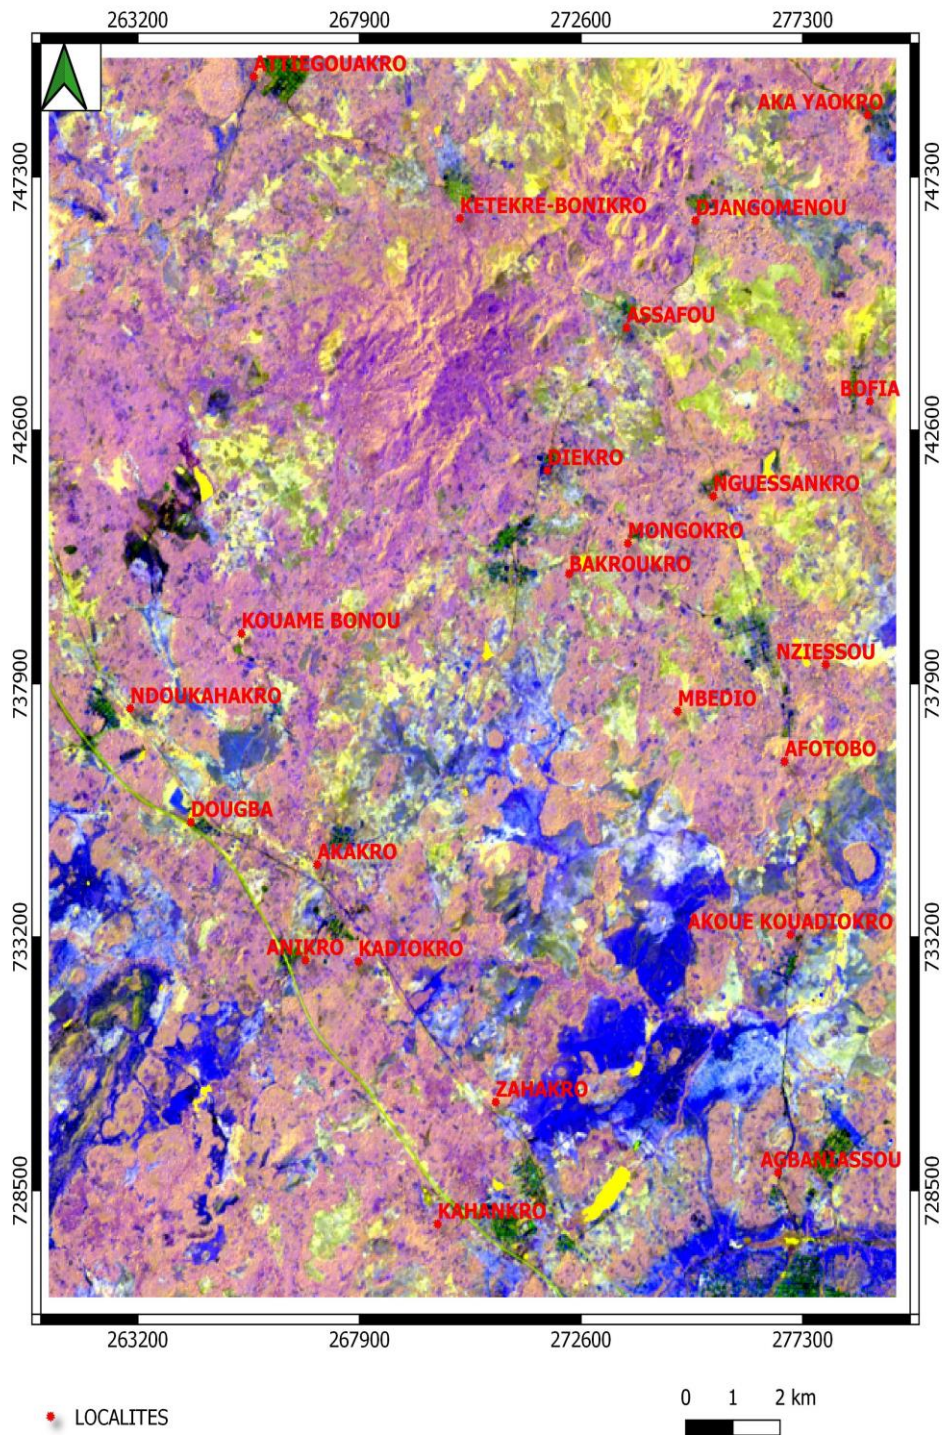 263200 267900 272600 277300
ATTIEGOUAKRO
AKA YAOKRO
747300 747300
KETEKRE-BONIKRO
DJANGOMENOU
ASSAFOU
BOFIA
742600 742600
DIEKRO
NGUESSANKRO
MONGOKRO
BAKROUKRO
KOUAME BONOU
NZIESSOU
737900 737900
NDOUKAHAKRO
MBEDIO
AFOTOBO
DOUGBA
AKAKRO
AKOUE KOUADIOKRO
733200 733200
ANIKRO
KADIOKRO
ZAHAKRO
AGBANIASSOU
728500 728500
KAHANKRO
263200 267900 272600 277300
0 1 2 km
LOCALITES